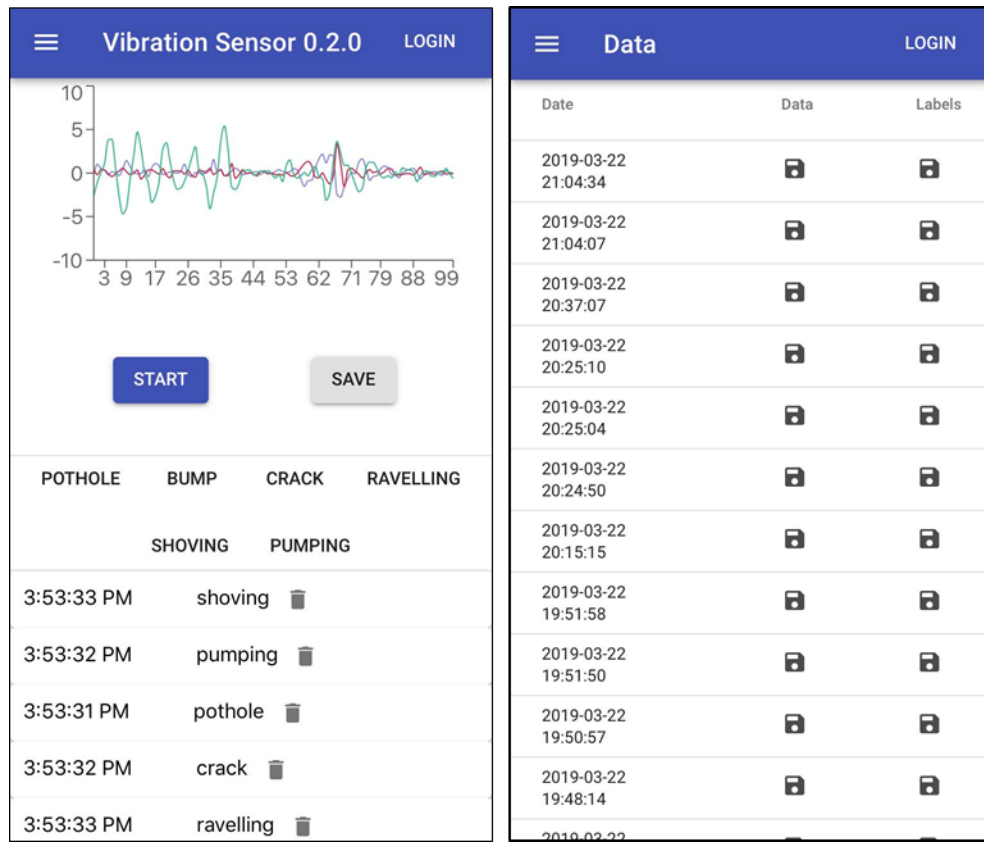 Vibration Sensor 0.2.0 LOGIN
10
5
0
-5
-10
3 9 17 26 35 44 53 62 71 79 88 99
START SAVE
POTHOLE BUMP CRACK RAVELLING
SHOVING PUMPING
3:53:33 PM shoving
3:53:32 PM pumping
3:53:31 PM pothole
3:53:32 PM crack
3:53:33 PM ravelling
Data LOGIN
Date Data Labels
2019-03-22
21:04:34
2019-03-22
21:04:07
2019-03-22
20:37:07
2019-03-22
20:25:10
2019-03-22
20:25:04
2019-03-22
20:24:50
2019-03-22
20:15:15
2019-03-22
19:51:58
2019-03-22
19:51:50
2019-03-22
19:50:57
2019-03-22
19:48:14
2019-03-22